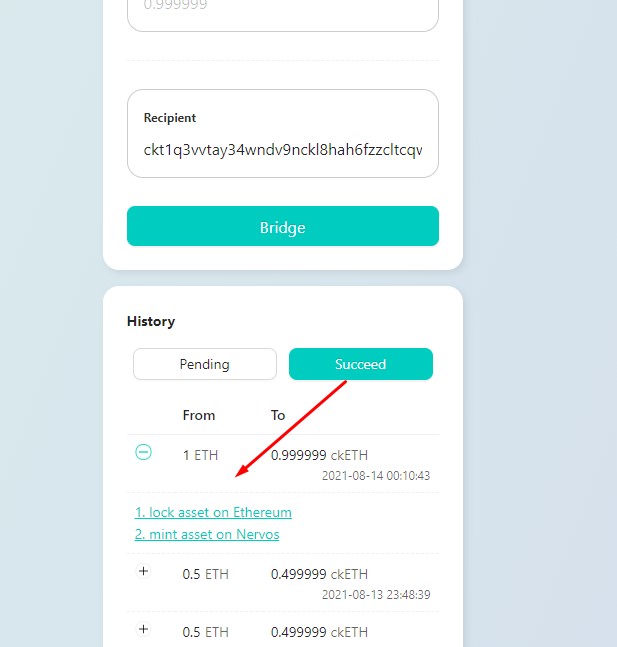 0.999999
Recipient
ckt1q3vvtay34wndv9nckl8hah6fzzcltcqv
Bridge
History
Pending
Succeed
From
To
1 ETH
0.999999 ckETH
2021-08-14 00:10:43
1. lock asset on Ethereum
2. mint asset on Nervos
0.5 ETH
0.499999 ckETH
2021-08-13 23:48:39
0.5 ETH
0.499999 ckETH